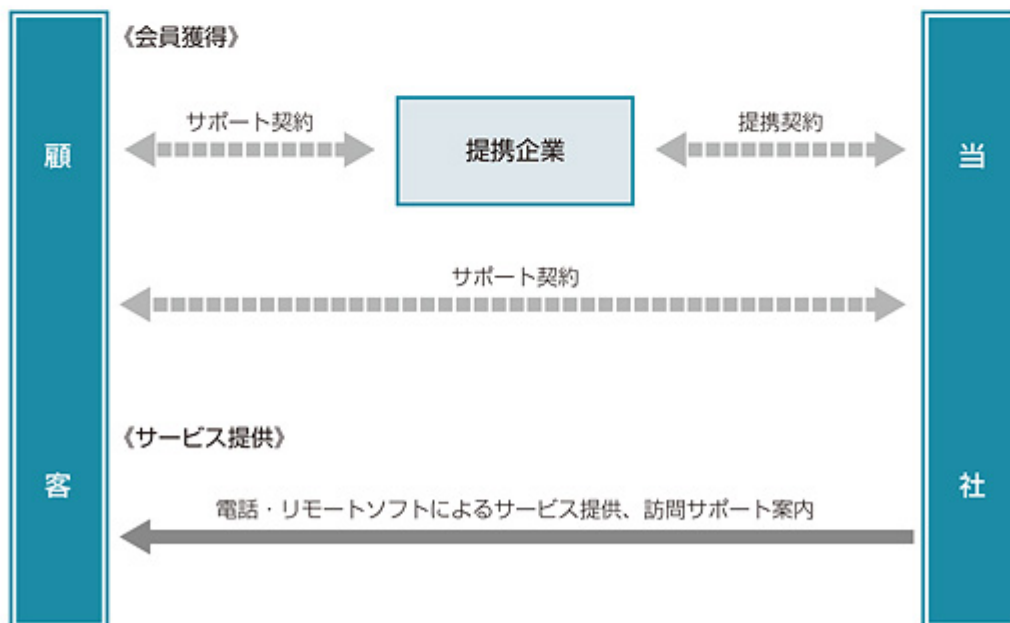 《会員獲得》
サポート契約
提携企業
提携契約
サポート契約
《サービス提供》
電話・リモートソフトによるサービス提供、訪問サポート案内
顧客
当社